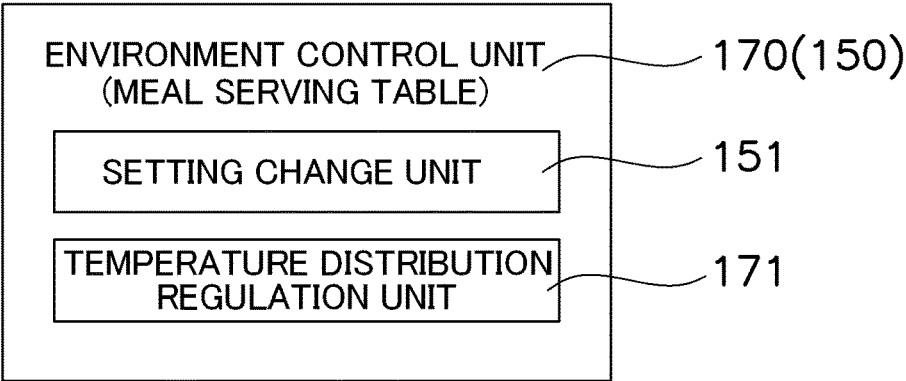 ENVIRONMENT CONTROL UNIT
(MEAL SERVING TABLE)
170(150)
SETTING CHANGE UNIT
151
TEMPERATURE DISTRIBUTION
REGULATION UNIT
171